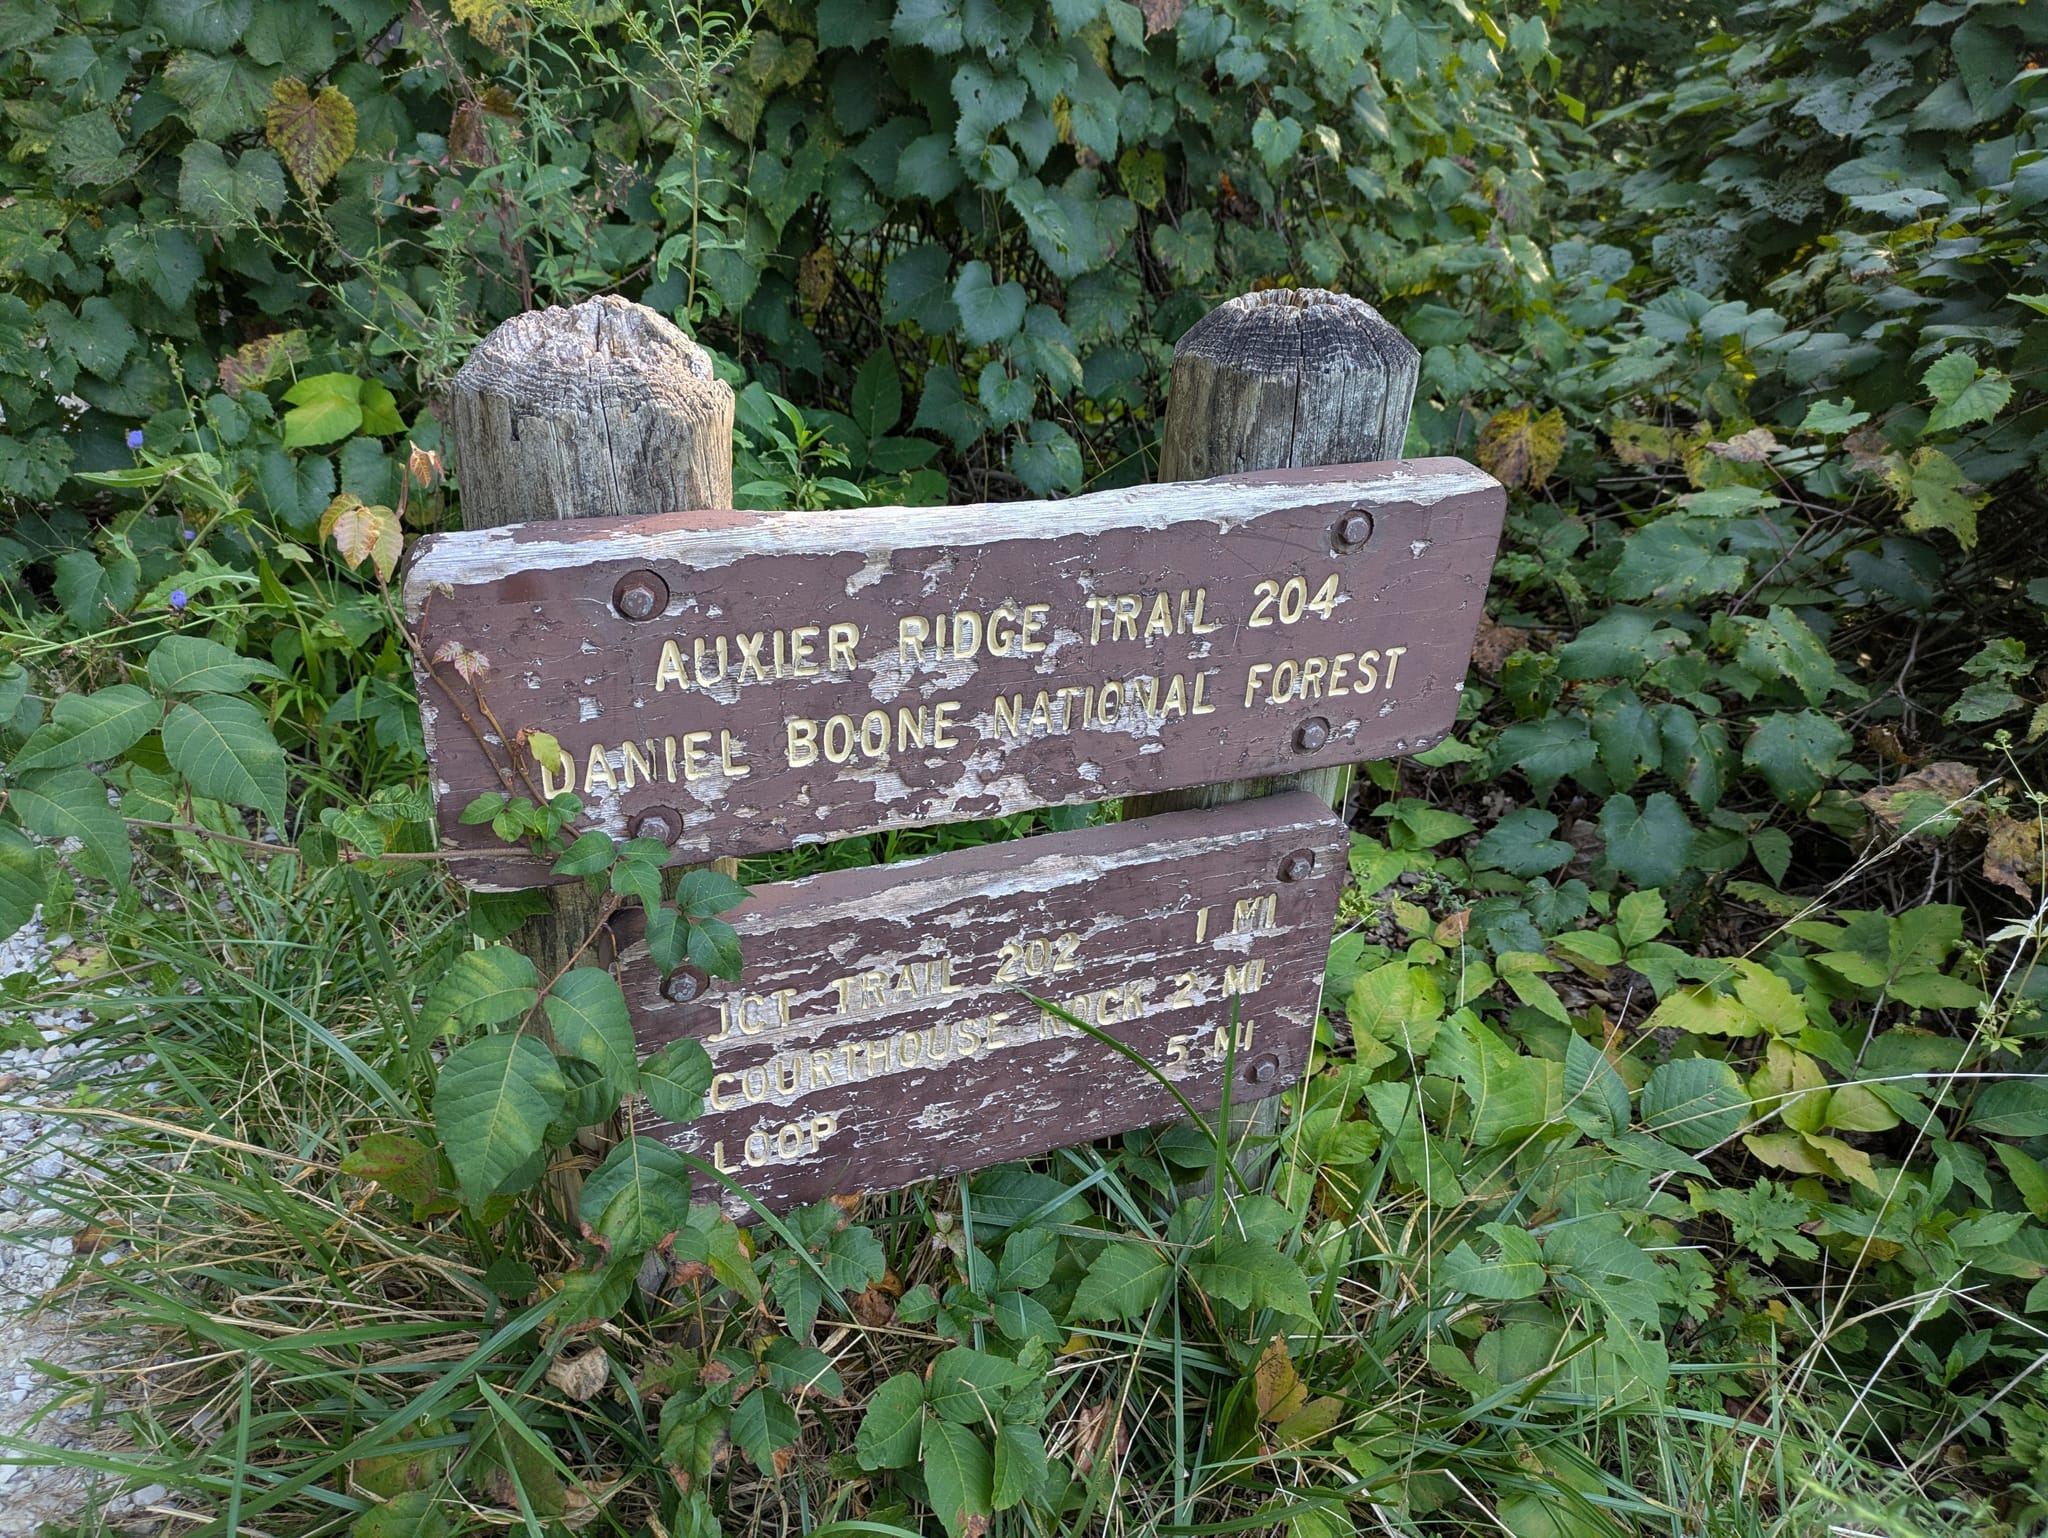 AUXIER RIDGE TRAIL 204
DANIEL BOONE NATIONAL FOREST
JCT TRAIL 202 1 MI.
COURTHOUSE ROCK 2 MI
LOOP 5 MI